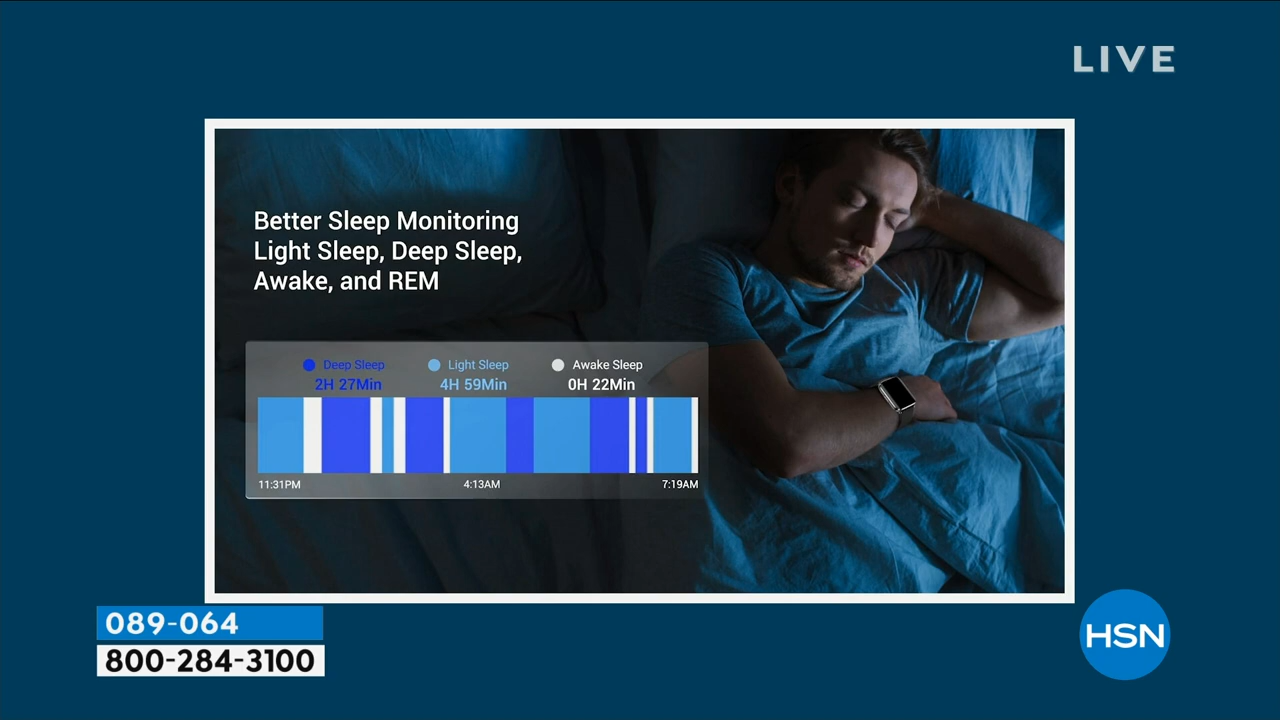 LIVE
Better Sleep Monitoring
Light Sleep, Deep Sleep,
Awake, and REM
Deep Sleep Light Sleep Awake Sleep
2H 27Min 4H 59Min 0H 22Min
11:31PM 4:13AM 7:19AM
089-064
800-284-3100
HSN